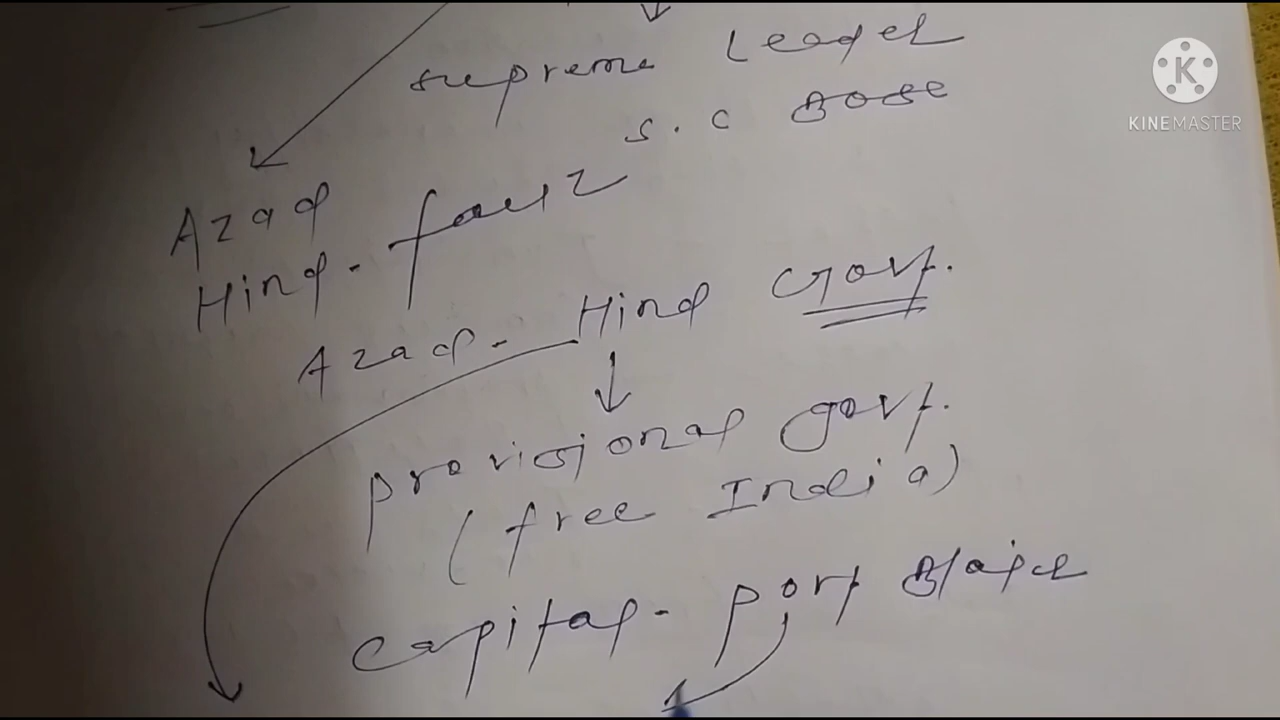 supreme Leader
S. C Bose
Azad
Hind - fauz
Azad - Hind Govt.
provisional govt.
(free India)
capital - port Blair
KINEMASTER